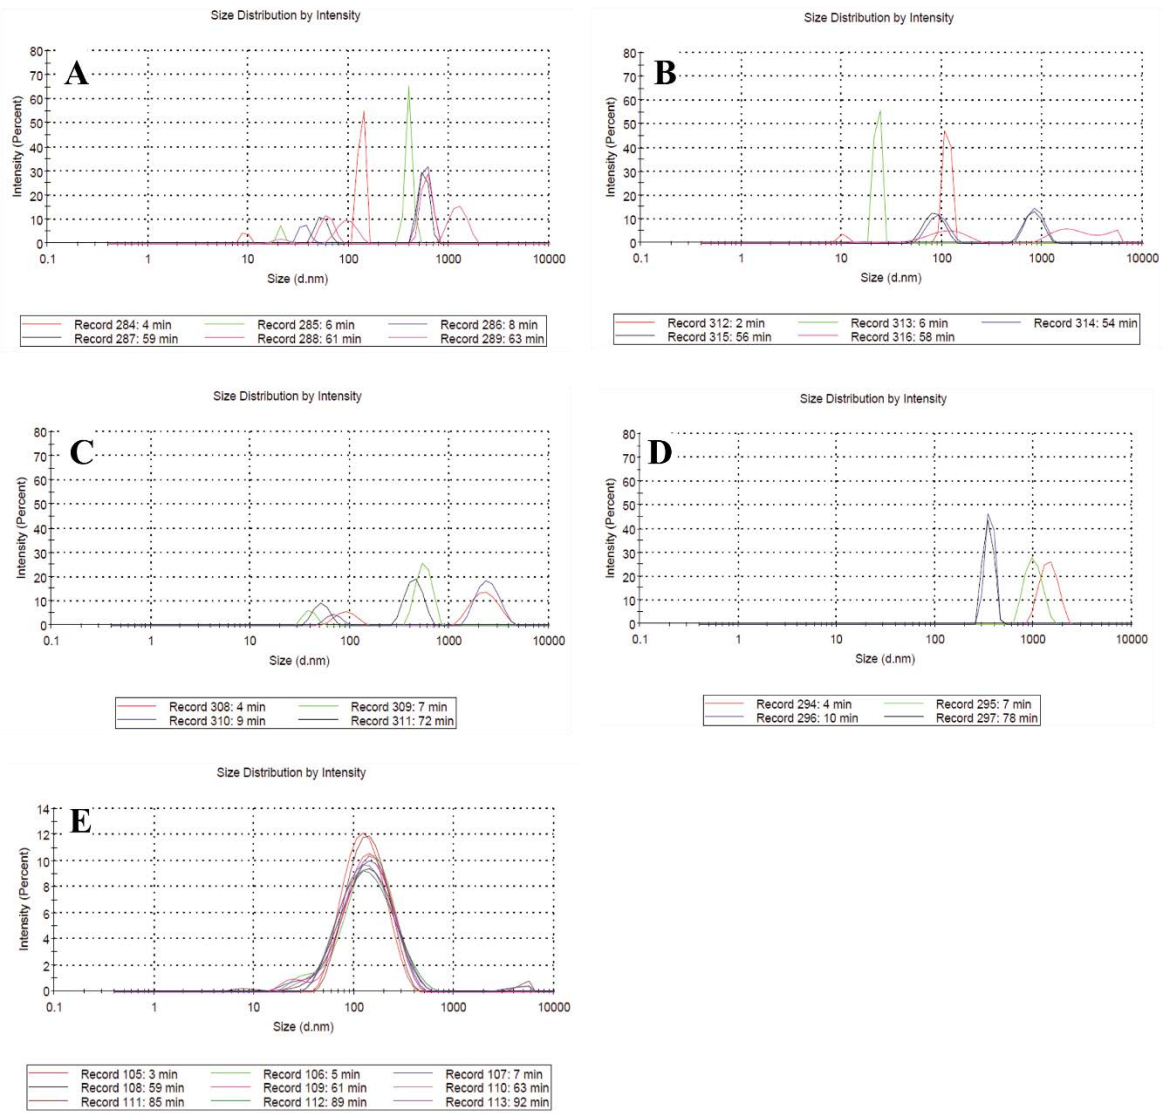 Size Distribution by Intensity
A
Intensity (Percent)
80
70
60
50
40
30
20
10
0
0.1 1 10 100 1000 10000
Size (d.nm)
Record 284: 4 min Record 285: 6 min Record 286: 8 min
Record 287: 59 min Record 288: 61 min Record 289: 63 min
Size Distribution by Intensity
B
Intensity (Percent)
80
70
60
50
40
30
20
10
0
0.1 1 10 100 1000 10000
Size (d.nm)
Record 312: 2 min Record 313: 6 min Record 314: 54 min
Record 315: 56 min Record 316: 58 min
Size Distribution by Intensity
C
Intensity (Percent)
80
70
60
50
40
30
20
10
0
0.1 1 10 100 1000 10000
Size (d.nm)
Record 308: 4 min Record 309: 7 min
Record 310: 9 min Record 311: 72 min
Size Distribution by Intensity
D
Intensity (Percent)
80
70
60
50
40
30
20
10
0
0.1 1 10 100 1000 10000
Size (d.nm)
Record 294: 4 min Record 295: 7 min
Record 296: 10 min Record 297: 78 min
Size Distribution by Intensity
E
Intensity (Percent)
14
12
10
8
6
4
2
0
0.1 1 10 100 1000 10000
Size (d.nm)
Record 105: 3 min Record 106: 5 min Record 107: 7 min
Record 108: 59 min Record 109: 61 min Record 110: 63 min
Record 111: 85 min Record 112: 89 min Record 113: 92 min